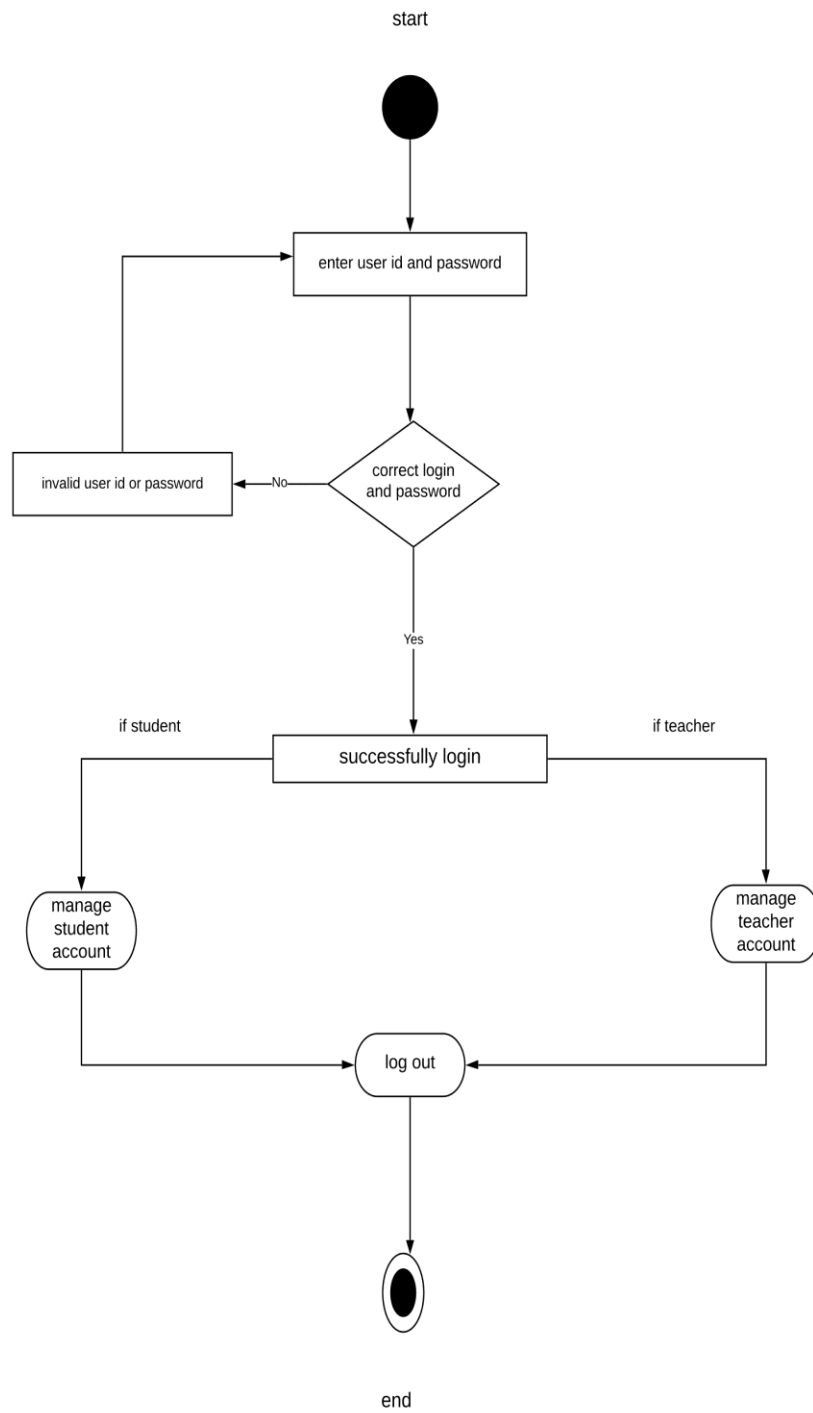 start
enter user id and password
correct login
and password
No
invalid user id or password
Yes
if student
if teacher
successfully login
manage
student
account
manage
teacher
account
log out
end